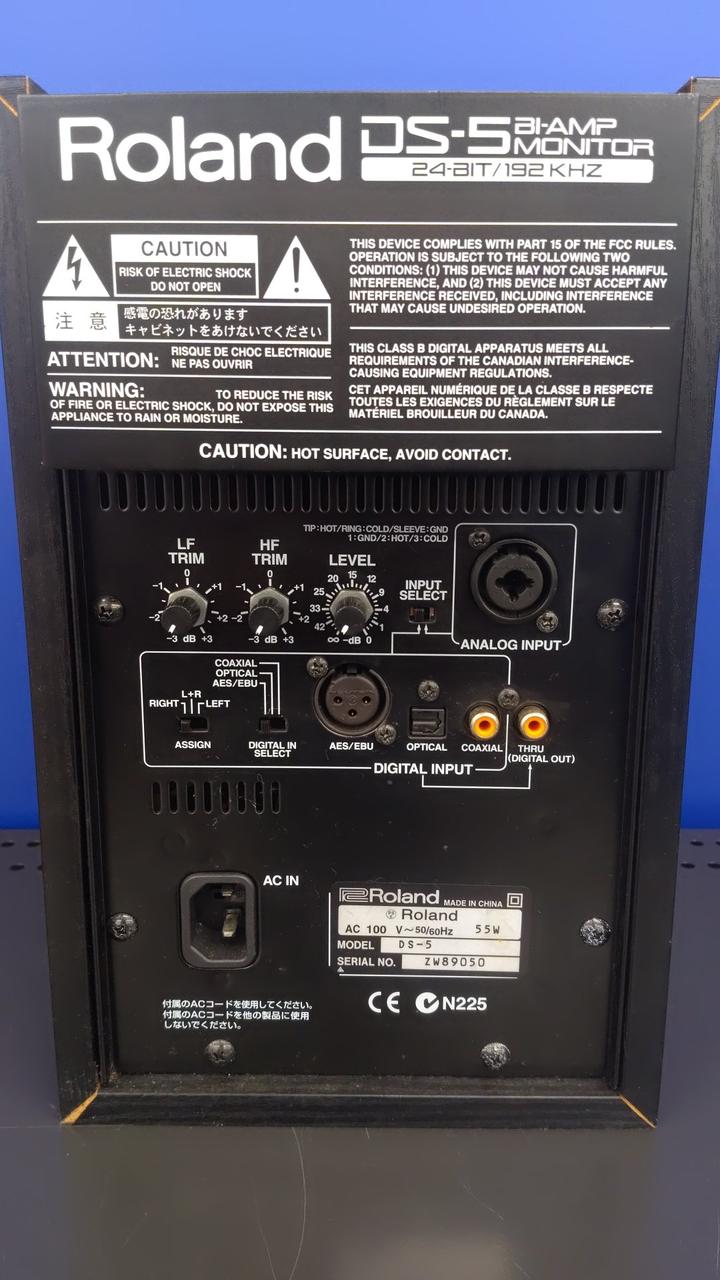 Roland DS-5 BI-AMP MONITOR
24-BIT/192 KHZ
CAUTION
RISK OF ELECTRIC SHOCK
DO NOT OPEN
注 意
感電の恐れがあります
キャビネットをあけないでください
ATTENTION: RISQUE DE CHOC ELECTRIQUE
NE PAS OUVRIR
WARNING: TO REDUCE THE RISK
OF FIRE OR ELECTRIC SHOCK, DO NOT EXPOSE THIS
APPLIANCE TO RAIN OR MOISTURE.
THIS DEVICE COMPLIES WITH PART 15 OF THE FCC RULES.
OPERATION IS SUBJECT TO THE FOLLOWING TWO
CONDITIONS: (1) THIS DEVICE MAY NOT CAUSE HARMFUL
INTERFERENCE, AND (2) THIS DEVICE MUST ACCEPT ANY
INTERFERENCE RECEIVED, INCLUDING INTERFERENCE
THAT MAY CAUSE UNDESIRED OPERATION.
THIS CLASS B DIGITAL APPARATUS MEETS ALL
REQUIREMENTS OF THE CANADIAN INTERFERENCE-
CAUSING EQUIPMENT REGULATIONS.
CET APPAREIL NUMÉRIQUE DE LA CLASSE B RESPECTE
TOUTES LES EXIGENCES DU RÈGLEMENT SUR LE
MATÉRIEL BROUILLEUR DU CANADA.
CAUTION: HOT SURFACE, AVOID CONTACT.
TIP:HOT/RING:COLD/SLEEVE:GND
1:GND/2:HOT/3:COLD
LF
TRIM
-1 0 +1
-2 +2
-3 dB +3
HF
TRIM
-1 0 +1
-2 +2
-3 dB +3
LEVEL
20 15 12
25 9
33 4
42 1
∞ -dB 0
INPUT
SELECT
ANALOG INPUT
COAXIAL
OPTICAL
AES/EBU
L+R
RIGHT LEFT
ASSIGN
DIGITAL IN
SELECT
AES/EBU
OPTICAL
COAXIAL
THRU
(DIGITAL OUT)
DIGITAL INPUT
AC IN
Roland MADE IN CHINA
Roland
AC 100 V~50/60Hz 55W
MODEL DS-5
SERIAL NO. ZW89050
CE N225
付属のACコードを使用してください。
付属のACコードを他の製品に使用
しないでください。